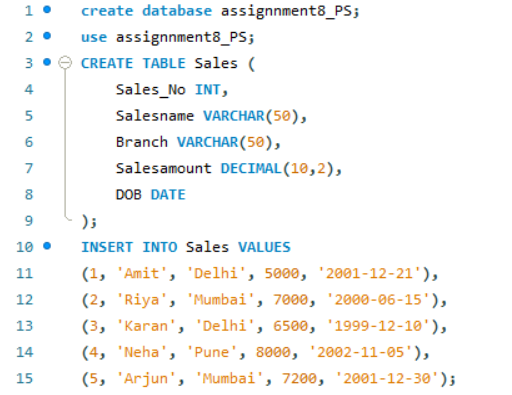 1 create database assignnment8_PS;
2 use assignnment8_PS;
3 CREATE TABLE Sales (
4 Sales_No INT,
5 Salesname VARCHAR(50),
6 Branch VARCHAR(50),
7 Salesamount DECIMAL(10,2),
8 DOB DATE
9 );
10 INSERT INTO Sales VALUES
11 (1, 'Amit', 'Delhi', 5000, '2001-12-21'),
12 (2, 'Riya', 'Mumbai', 7000, '2000-06-15'),
13 (3, 'Karan', 'Delhi', 6500, '1999-12-10'),
14 (4, 'Neha', 'Pune', 8000, '2002-11-05'),
15 (5, 'Arjun', 'Mumbai', 7200, '2001-12-30');